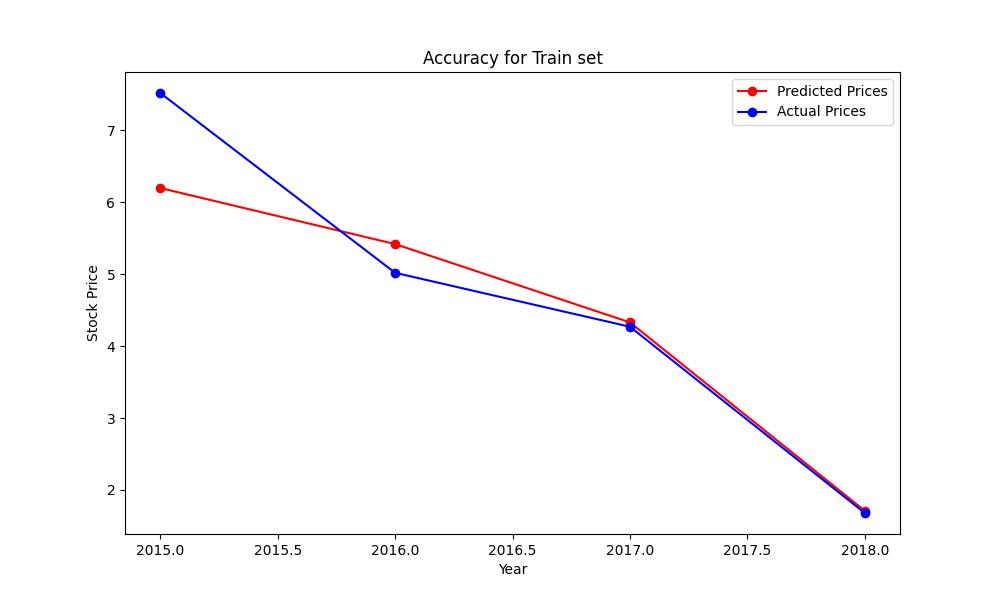 Accuracy for Train set
Predicted Prices
Actual Prices
7
6
5
4
3
2
Stock Price
2015.0 2015.5 2016.0 2016.5 2017.0 2017.5 2018.0
Year